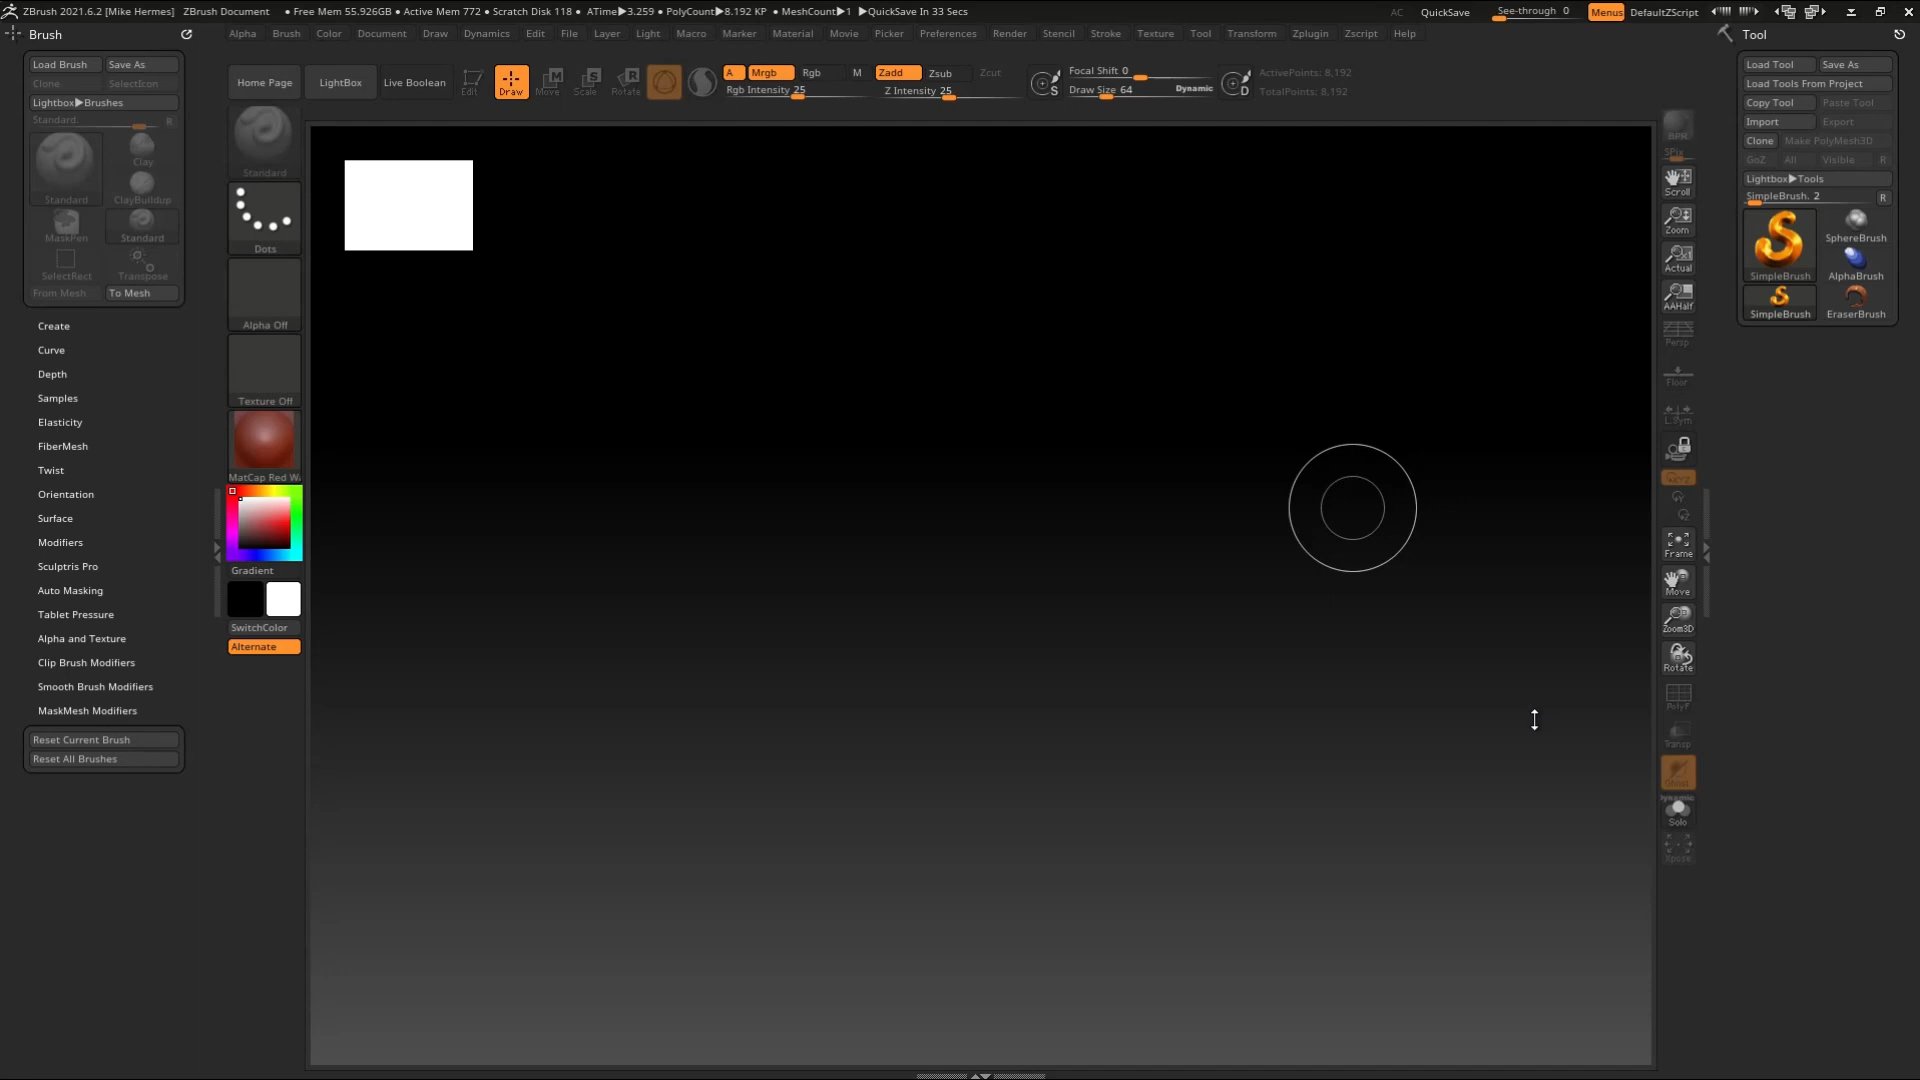 ZBrush 2021.6.2 [Mike Hermes] ZBrush Document • Free Mem 55.926GB • Active Mem 772 • Scratch Disk 118 • ATime▶3.259 • PolyCount▶8.192 KP • MeshCount▶1 ▶QuickSave In 33 Secs AC QuickSave See-through 0 Menus DefaultZScript
Brush
Alpha Brush Color Document Draw Dynamics Edit File Layer Light Macro Marker Material Movie Picker Preferences Render Stencil Stroke Texture Tool Transform Zplugin Zscript Help
Tool
Load Brush Save As
Clone SelectIcon
Lightbox▶Brushes
Standard. R
Standard
Clay
ClayBuildup
MaskPen
Standard
SelectRect
Transpose
From Mesh To Mesh
Create
Curve
Depth
Samples
Elasticity
FiberMesh
Twist
Orientation
Surface
Modifiers
Sculptris Pro
Auto Masking
Tablet Pressure
Alpha and Texture
Clip Brush Modifiers
Smooth Brush Modifiers
MaskMesh Modifiers
Reset Current Brush
Reset All Brushes
Home Page LightBox Live Boolean
Edit Draw Move Scale Rotate
A Mrgb Rgb M Zadd Zsub Zcut
Rgb Intensity 25 Z Intensity 25
S
Focal Shift 0
Draw Size 64 Dynamic
D
ActivePoints: 8,192
TotalPoints: 8,192
Standard
Dots
Alpha Off
Texture Off
MatCap Red W
Gradient
SwitchColor
Alternate
BPR
SPix
Scroll
Zoom
Actual
AAHalf
Persp
Floor
L.Sym
XYZ
Y
Z
Frame
Move
Zoom3D
Rotate
PolyF
Transp
Ghost
Dynamic
Solo
Xpose
Load Tool Save As
Load Tools From Project
Copy Tool Paste Tool
Import Export
Clone Make PolyMesh3D
GoZ All Visible R
Lightbox▶Tools
SimpleBrush. 2 R
SimpleBrush
SphereBrush
AlphaBrush
SimpleBrush
EraserBrush